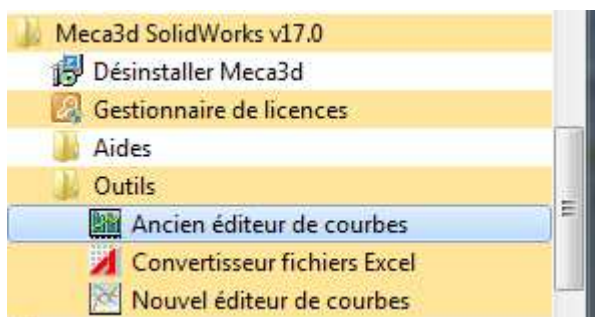 Meca3d SolidWorks v17.0
Désinstaller Meca3d
Gestionnaire de licences
Aides
Outils
Ancien éditeur de courbes
Convertisseur fichiers Excel
Nouvel éditeur de courbes